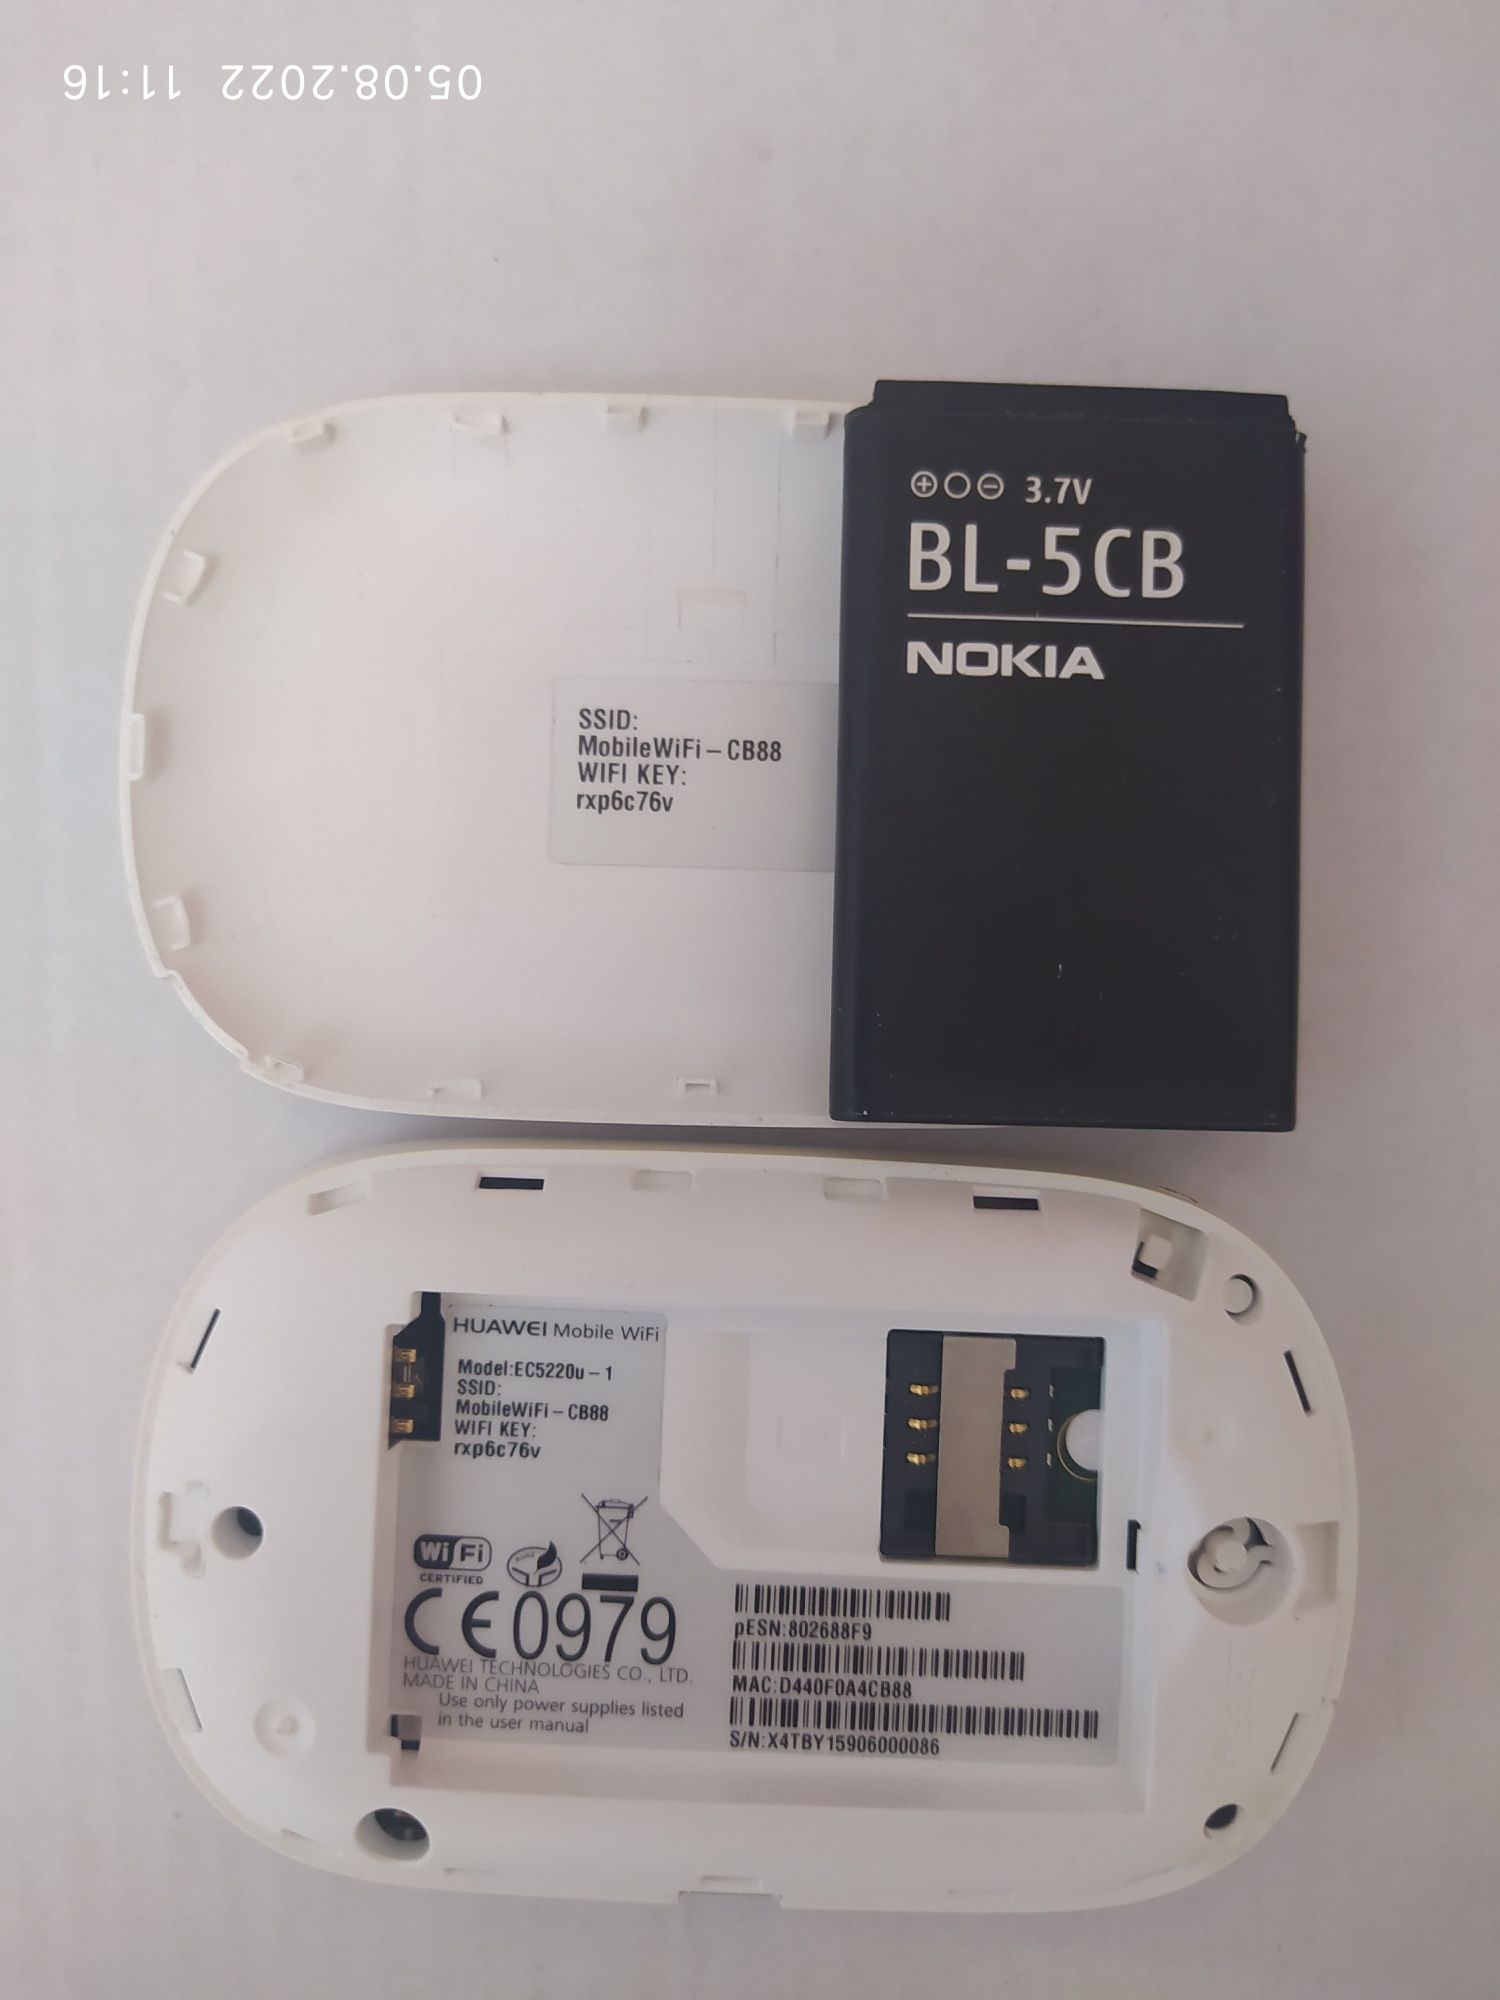 05.08.2022 11:16
3.7V
BL-5CB
NOKIA
SSID:
MobileWiFi – CB88
WIFI KEY:
rxp6c76v
HUAWEI Mobile WiFi
Model:EC5220u – 1
SSID:
MobileWiFi – CB88
WIFI KEY:
rxp6c76v
WiFi
CERTIFIED
RoHS
CE0979
HUAWEI TECHNOLOGIES CO., LTD.
MADE IN CHINA
Use only power supplies listed
in the user manual
pESN:802688F9
MAC:D440F0A4CB88
S/N:X4TBY15906000086